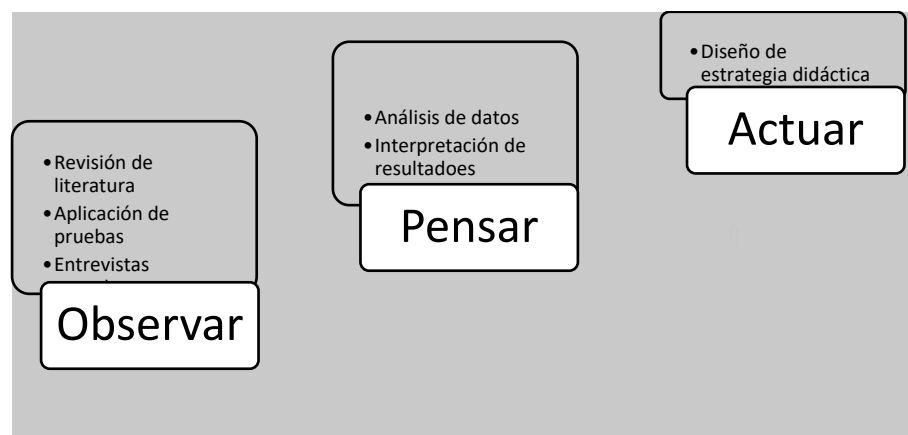 •Revisión de
literatura
•Aplicación de
pruebas
•Entrevistas
Observar
•Análisis de datos
•Interpretación de
resultadoes
Pensar
•Diseño de
estrategia didáctica
Actuar